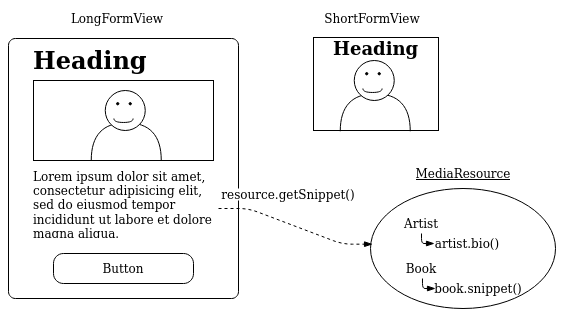 LongFormView
Heading
Lorem ipsum dolor sit amet,
consectetur adipisicing elit,
sed do eiusmod tempor
incididunt ut labore et dolore
magna aliqua.
Button
ShortFormView
Heading
resource.getSnippet()
MediaResource
Artist
artist.bio()
Book
book.snippet()